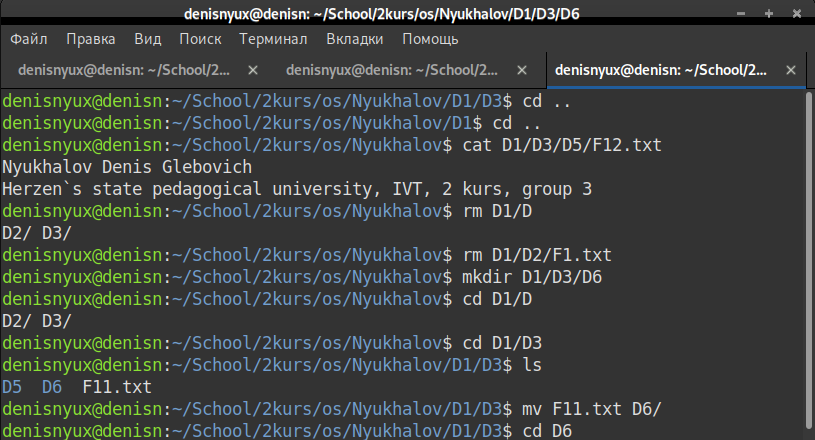 denisnyux@denisn: ~/School/2kurs/os/Nyukhalov/D1/D3/D6
Файл Правка Вид Поиск Терминал Вкладки Помощь
denisnyux@denisn: ~/School/2... × denisnyux@denisn: ~/School/2... × denisnyux@denisn: ~/School/2... ×
denisnyux@denisn:~/School/2kurs/os/Nyukhalov/D1/D3$ cd ..
denisnyux@denisn:~/School/2kurs/os/Nyukhalov/D1$ cd ..
denisnyux@denisn:~/School/2kurs/os/Nyukhalov$ cat D1/D3/D5/F12.txt
Nyukhalov Denis Glebovich
Herzen`s state pedagogical university, IVT, 2 kurs, group 3
denisnyux@denisn:~/School/2kurs/os/Nyukhalov$ rm D1/D
D2/ D3/
denisnyux@denisn:~/School/2kurs/os/Nyukhalov$ rm D1/D2/F1.txt
denisnyux@denisn:~/School/2kurs/os/Nyukhalov$ mkdir D1/D3/D6
denisnyux@denisn:~/School/2kurs/os/Nyukhalov$ cd D1/D
D2/ D3/
denisnyux@denisn:~/School/2kurs/os/Nyukhalov$ cd D1/D3
denisnyux@denisn:~/School/2kurs/os/Nyukhalov/D1/D3$ ls
D5 D6 F11.txt
denisnyux@denisn:~/School/2kurs/os/Nyukhalov/D1/D3$ mv F11.txt D6/
denisnyux@denisn:~/School/2kurs/os/Nyukhalov/D1/D3$ cd D6